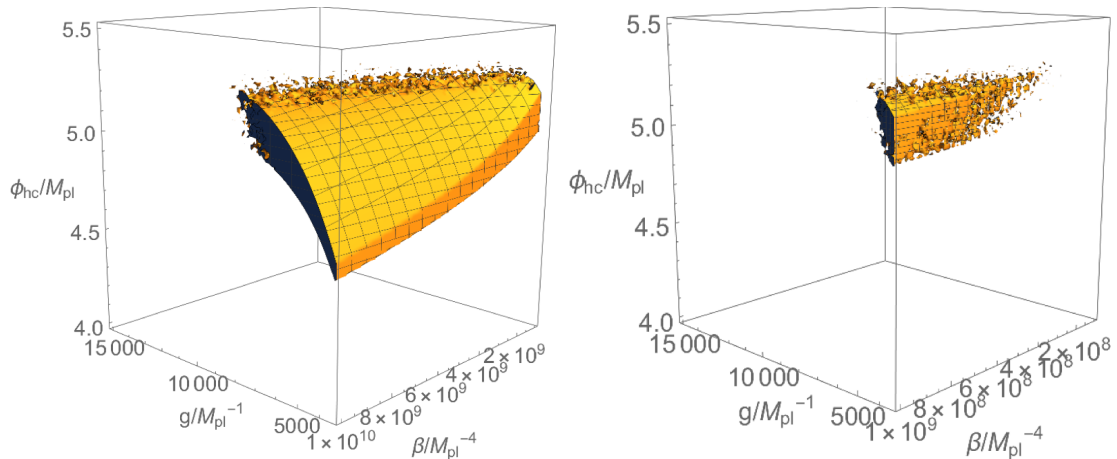 5.5
5.0
ϕhc/Mpl
4.5
4.0
15 000
10 000
g/Mpl⁻¹
5000
2 × 10⁹
4 × 10⁹
6 × 10⁹
8 × 10⁹
1 × 10¹⁰
β/Mpl⁻⁴
5.5
5.0
ϕhc/Mpl
4.5
4.0
15 000
10 000
g/Mpl⁻¹
5000
2 × 10⁸
4 × 10⁸
6 × 10⁸
8 × 10⁸
1 × 10⁹
β/Mpl⁻⁴